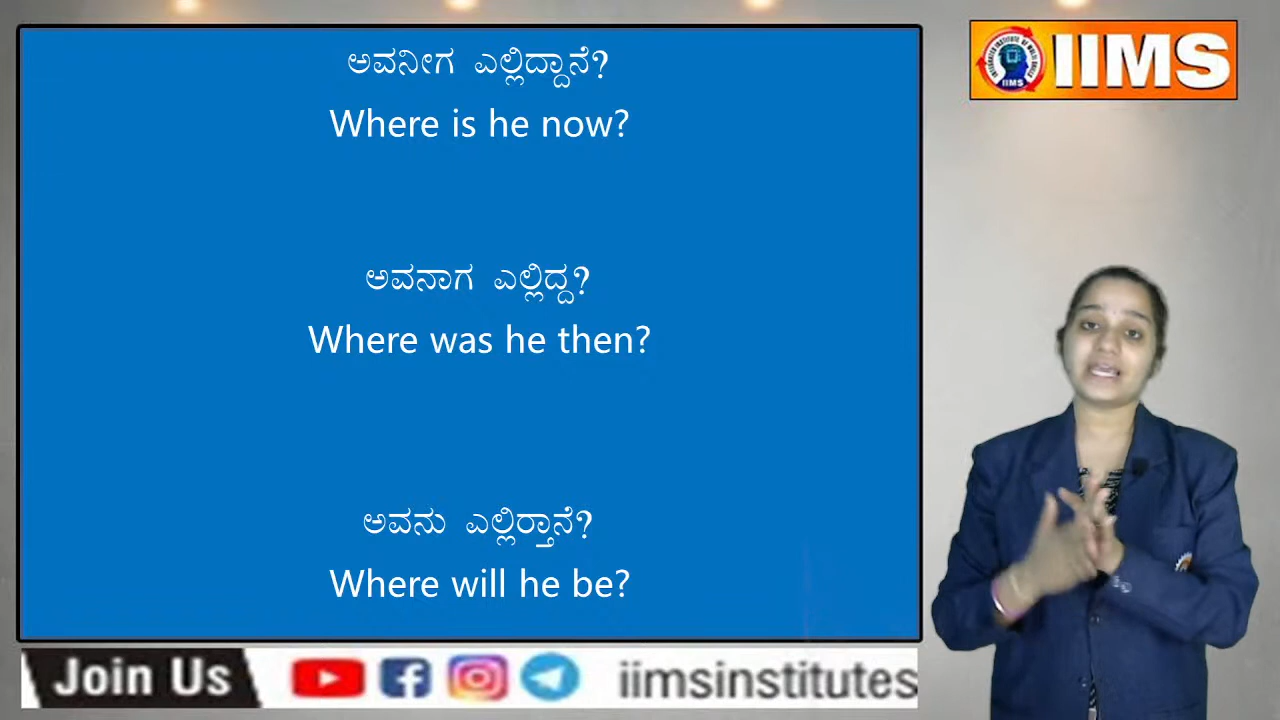 ಅವನೀಗ ಎಲ್ಲಿದ್ದಾನೆ?
Where is he now?
ಅವನಾಗ ಎಲ್ಲಿದ್ದ?
Where was he then?
ಅವನು ಎಲ್ಲಿರ್‍ತಾನೆ?
Where will he be?
IIMS
IIMS
Join Us
iimsinstitutes